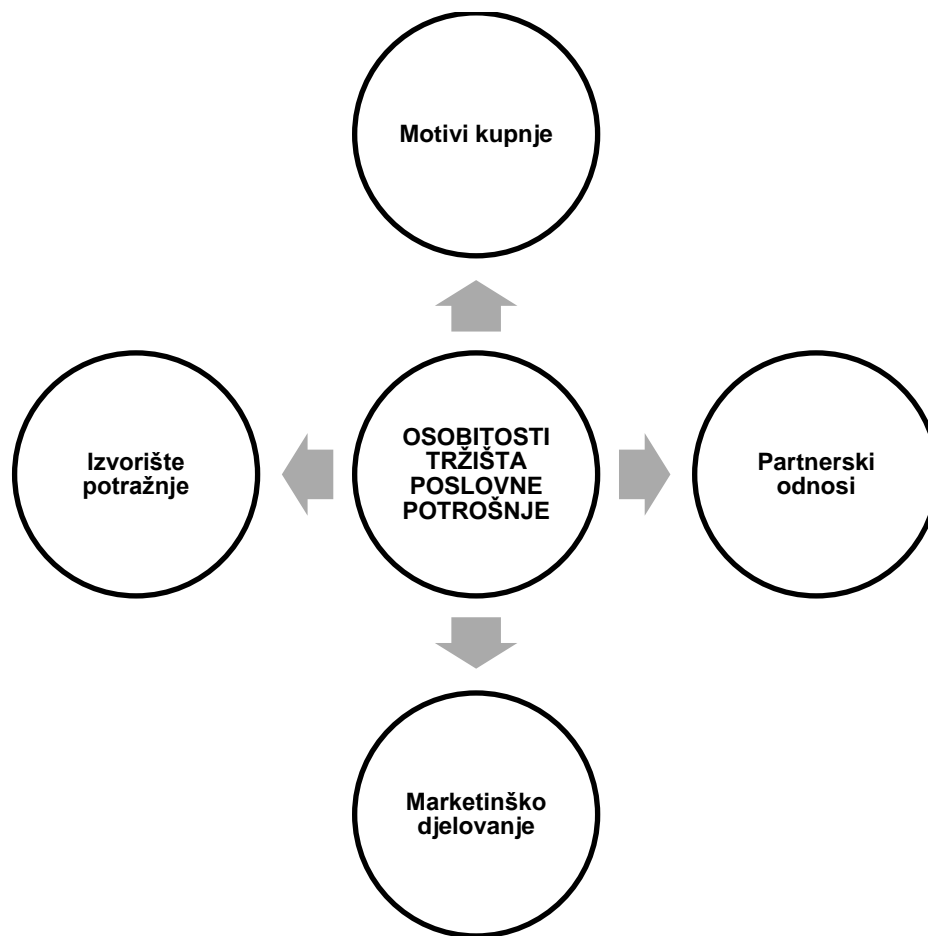 Motivi kupnje
Izvorište
potražnje
OSOBITOSTI
TRŽIŠTA
POSLOVNE
POTROŠNJE
Partnerski
odnosi
Marketinško
djelovanje